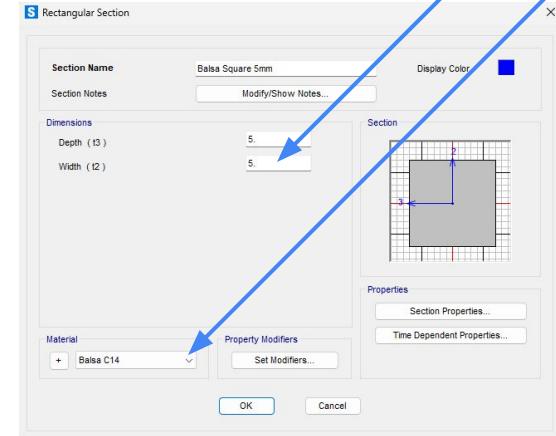 S Rectangular Section
Section Name Balsa Square 5mm Display Color
Section Notes Modify/Show Notes...
Dimensions Section
Depth ( t3 ) 5.
Width ( t2 ) 5.
2
3
Properties
Section Properties...
Time Dependent Properties...
Material Property Modifiers
+ Balsa C14 Set Modifiers...
OK Cancel